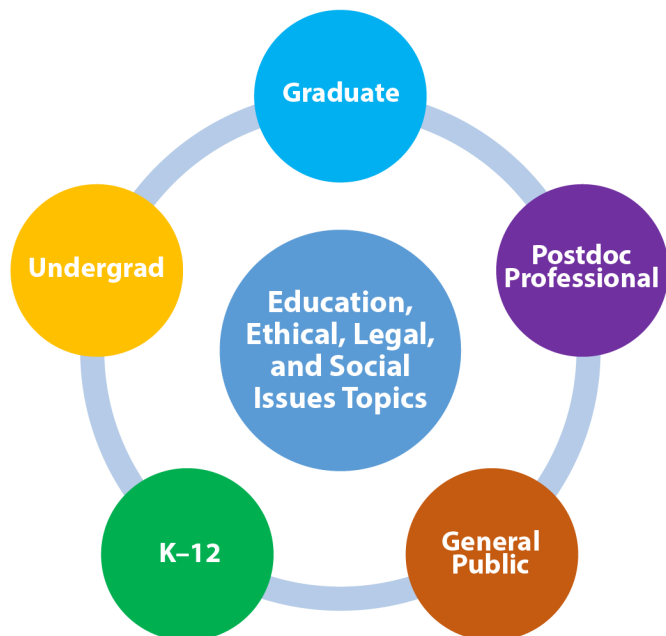 Graduate
Undergrad
Postdoc
Professional
Education,
Ethical, Legal,
and Social
Issues Topics
K–12
General
Public